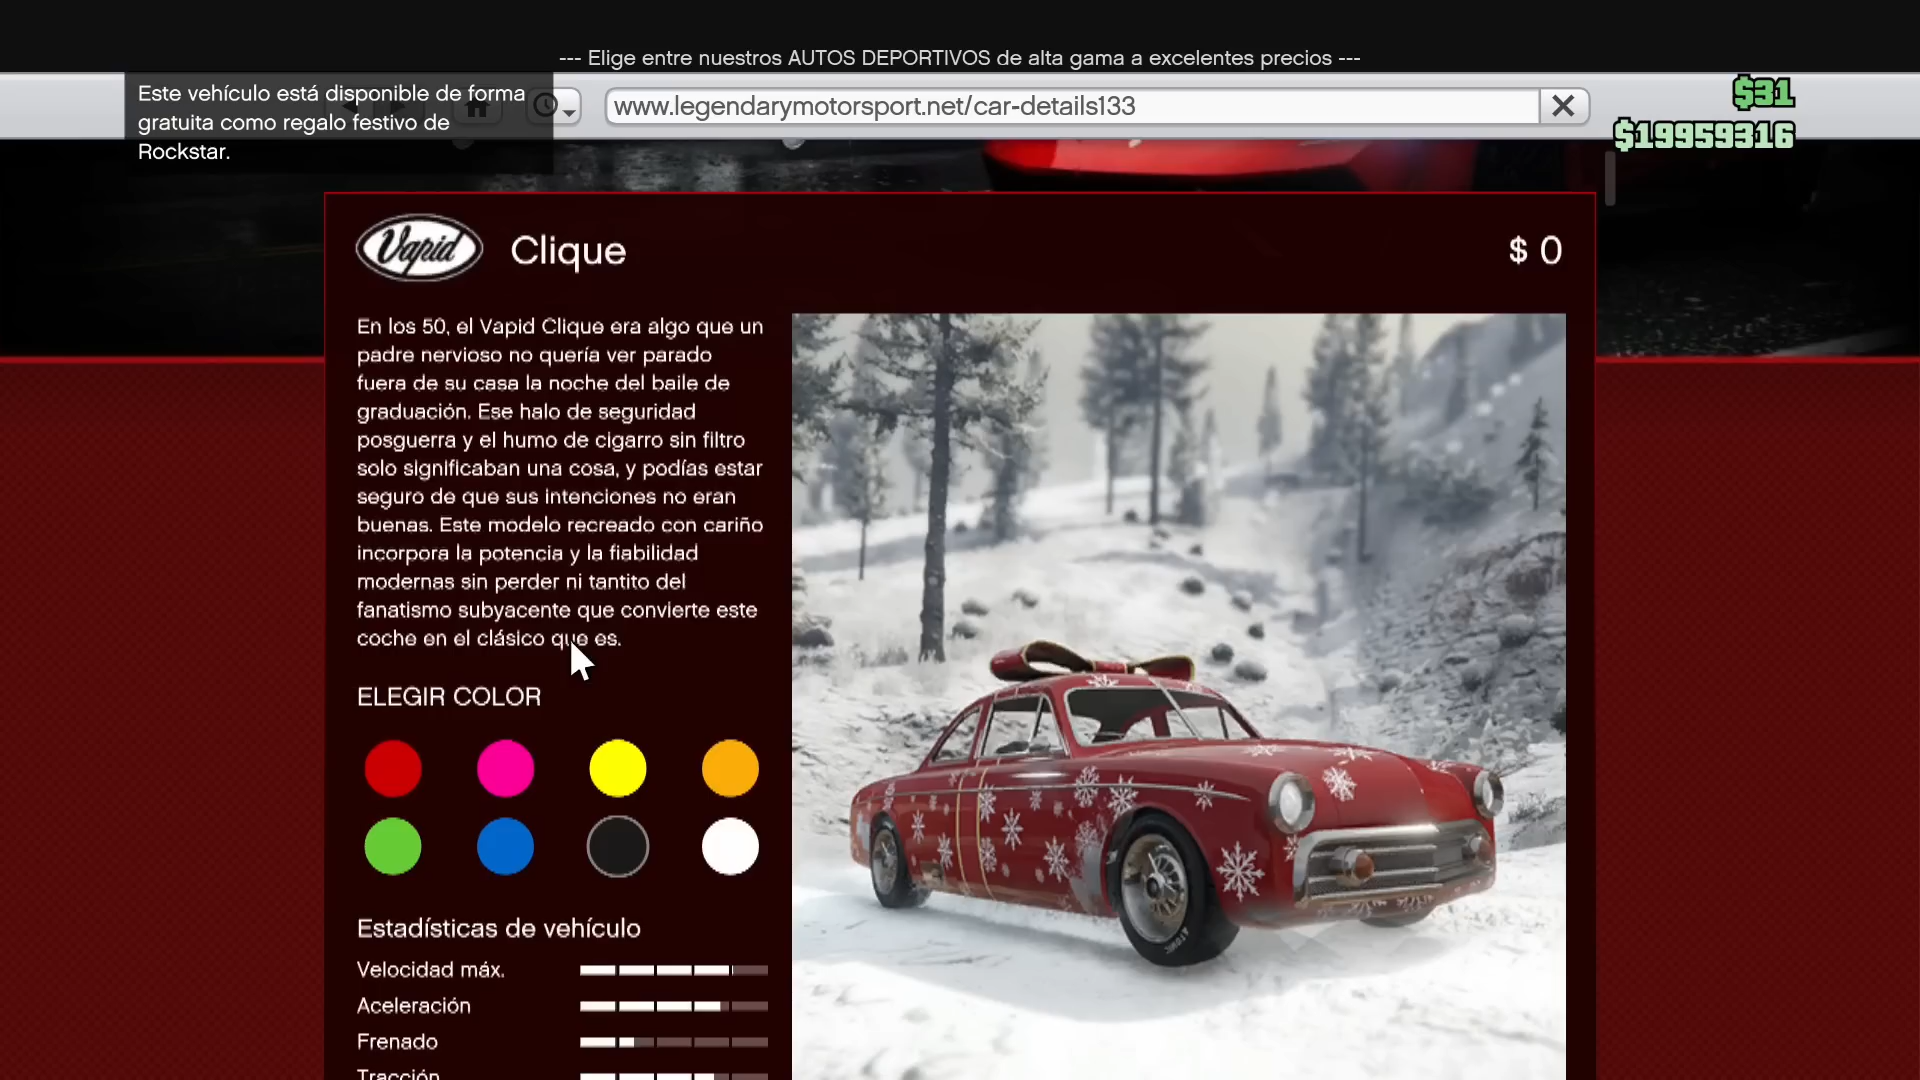 --- Elige entre nuestros AUTOS DEPORTIVOS de alta gama a excelentes precios ---
Este vehículo está disponible de forma
gratuita como regalo festivo de
Rockstar.
www.legendarymotorsport.net/car-details133
$31
$19959316
Vapid
Clique
$ 0
En los 50, el Vapid Clique era algo que un
padre nervioso no quería ver parado
fuera de su casa la noche del baile de
graduación. Ese halo de seguridad
posguerra y el humo de cigarro sin filtro
solo significaban una cosa, y podías estar
seguro de que sus intenciones no eran
buenas. Este modelo recreado con cariño
incorpora la potencia y la fiabilidad
modernas sin perder ni tantito del
fanatismo subyacente que convierte este
coche en el clásico que es.
ELEGIR COLOR
Estadísticas de vehículo
Velocidad máx.
Aceleración
Frenado
Tracción
ATOMIC